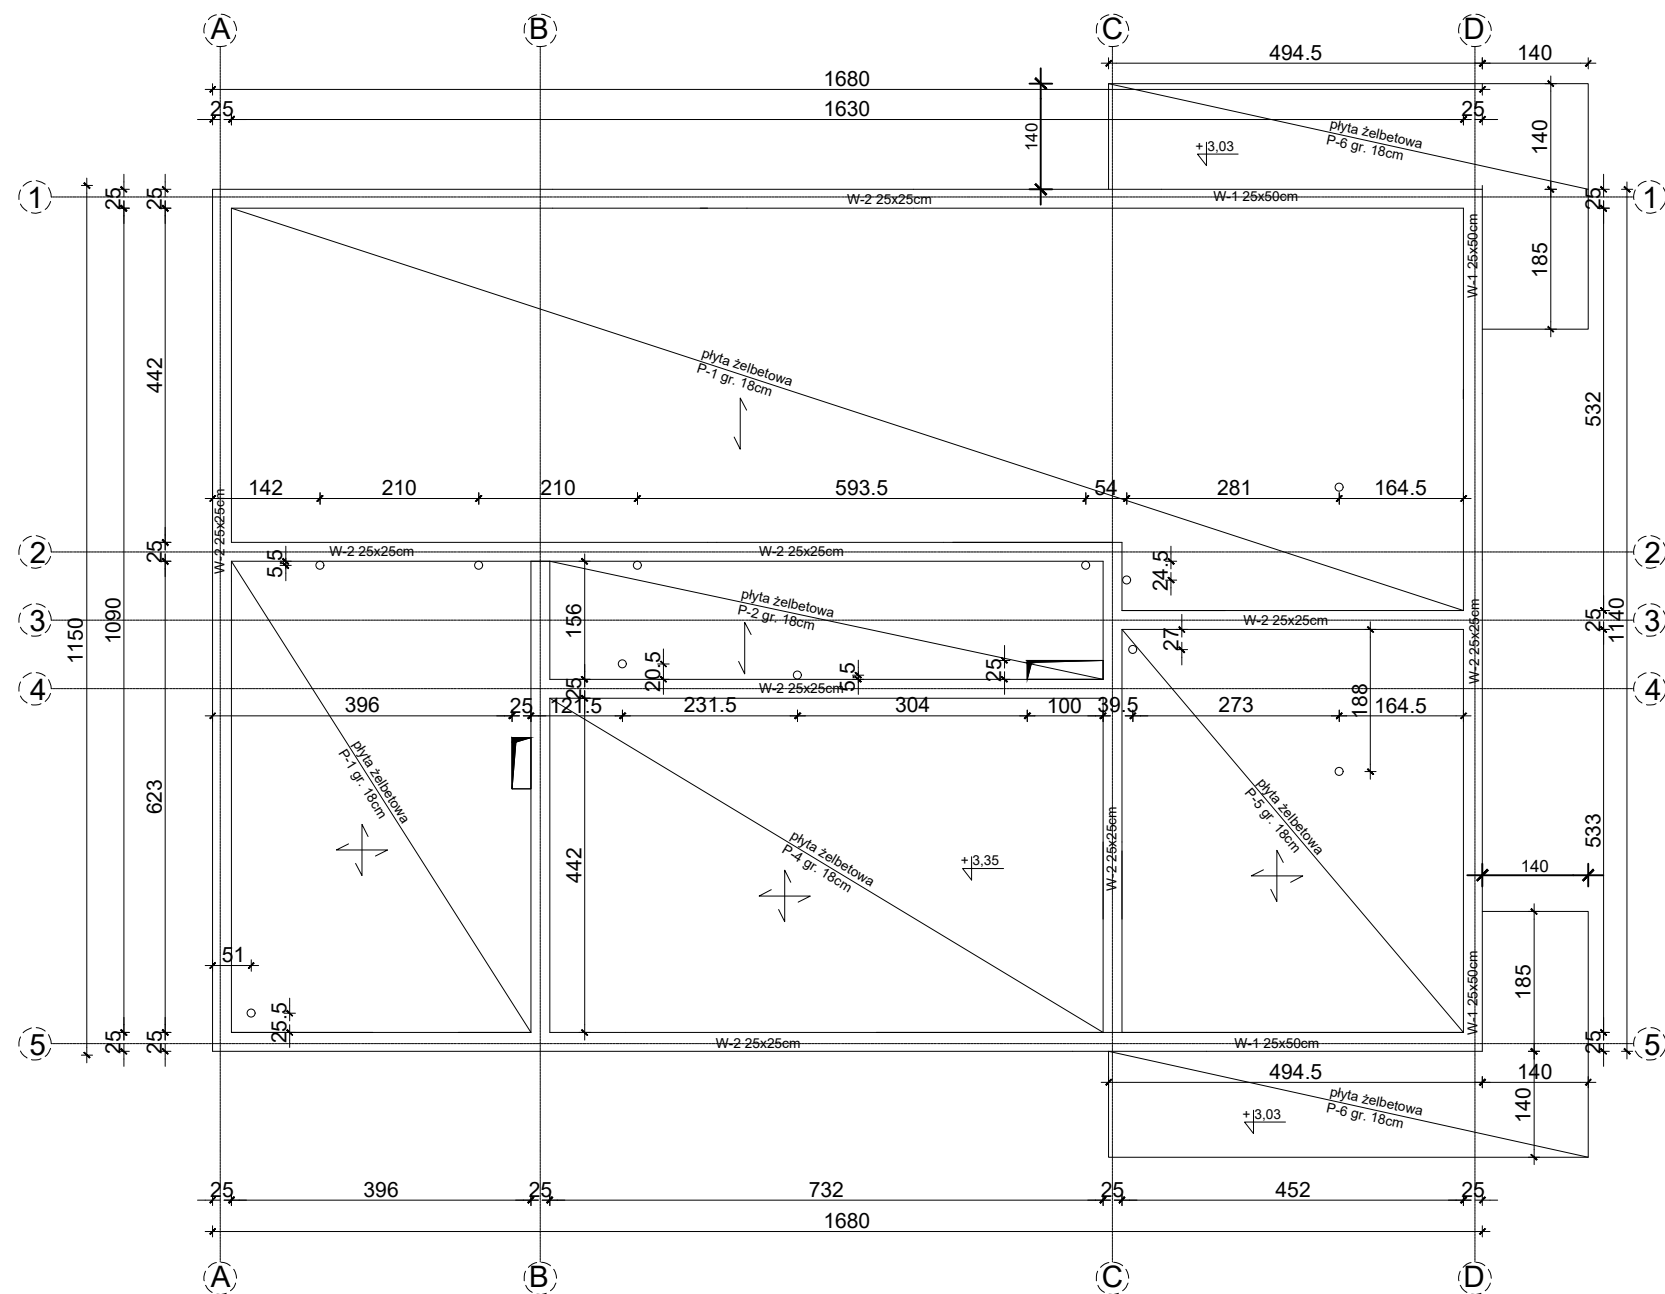 A
B
C
D
494.5
140
1680
25
1630
25
140
140
płyta żelbetowa
P-6 gr. 18cm
+3,03
1
25
25
W-2 25x25cm
W-1 25x50cm
25
1
W-1 25x50cm
185
442
płyta żelbetowa
P-1 gr. 18cm
532
142
210
210
593.5
54
281
164.5
W-2 25x25cm
2
25
5.5
W-2 25x25cm
W-2 25x25cm
24.5
2
1150
1090
3
156
płyta żelbetowa
P-2 gr. 18cm
W-2 25x25cm
W-2 25x25cm
25
1140
3
27
20.5
5.5
25
4
25
W-2 25x25cm
188
4
396
25
121.5
231.5
304
100
39.5
273
164.5
623
płyta żelbetowa
P-1 gr. 18cm
442
płyta żelbetowa
P-4 gr. 18cm
+3,35
W-2 25x25cm
płyta żelbetowa
P-5 gr. 18cm
533
140
51
25.5
185
W-1 25x50cm
5
25
25
W-2 25x25cm
W-1 25x50cm
25
5
494.5
140
140
płyta żelbetowa
P-6 gr. 18cm
+3,03
25
396
25
732
25
452
25
1680
A
B
C
D